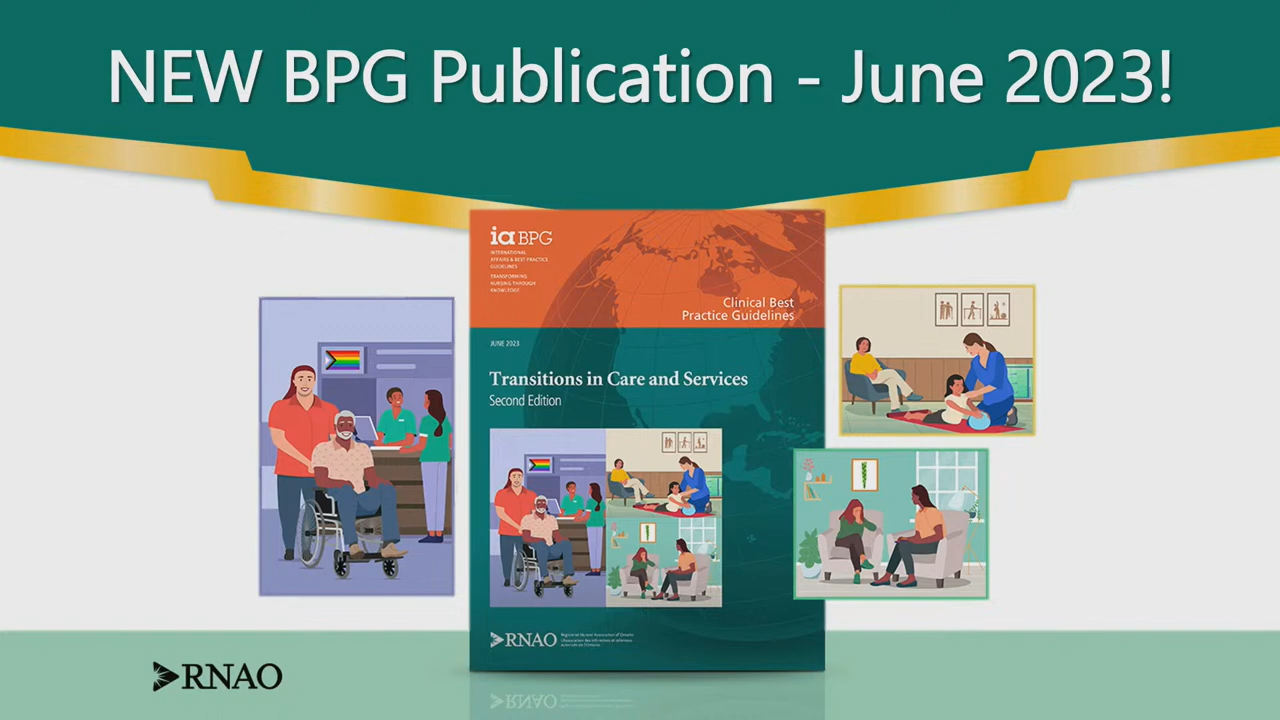 NEW BPG Publication - June 2023!
ia BPG
INTERNATIONAL
AFFAIRS & BEST PRACTICE
GUIDELINES
TRANSFORMING
NURSING THROUGH
KNOWLEDGE
Clinical Best
Practice Guidelines
JUNE 2023
Transitions in Care and Services
Second Edition
RNAO
Registered Nurses' Association of Ontario
L'Association des infirmières et infirmiers
autorisés de l'Ontario
RNAO